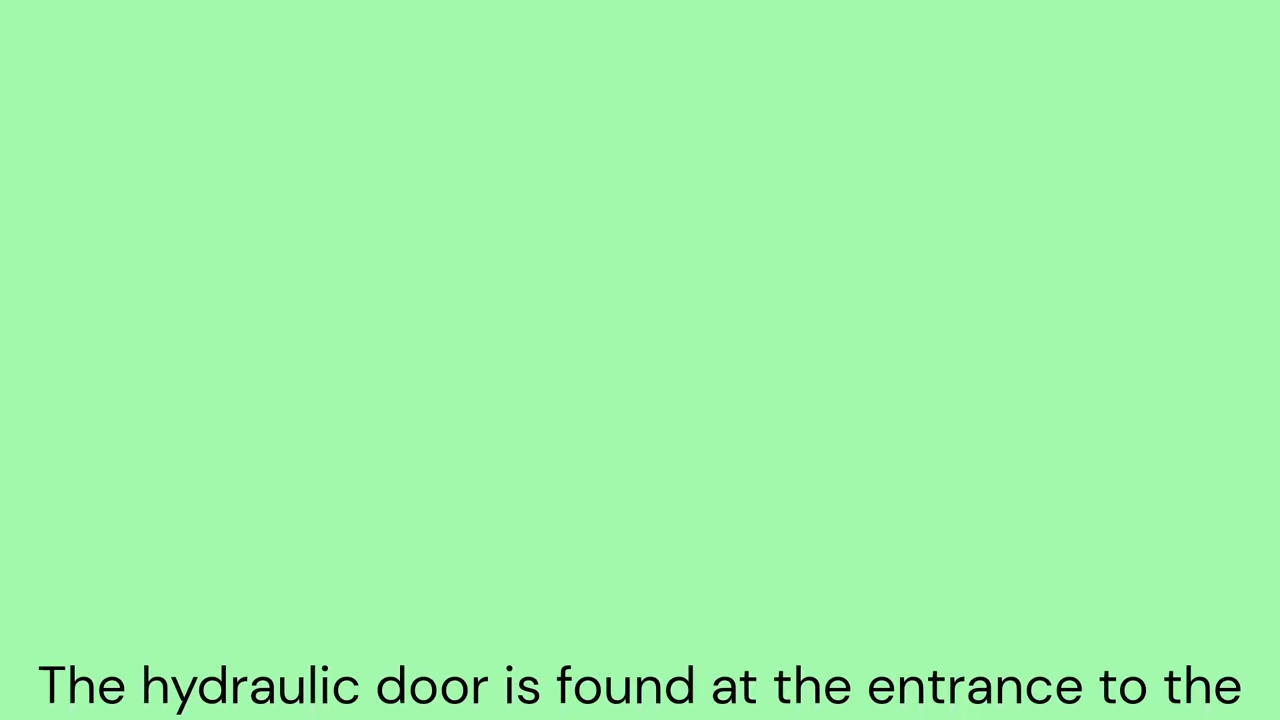 The hydraulic door is found at the entrance to the